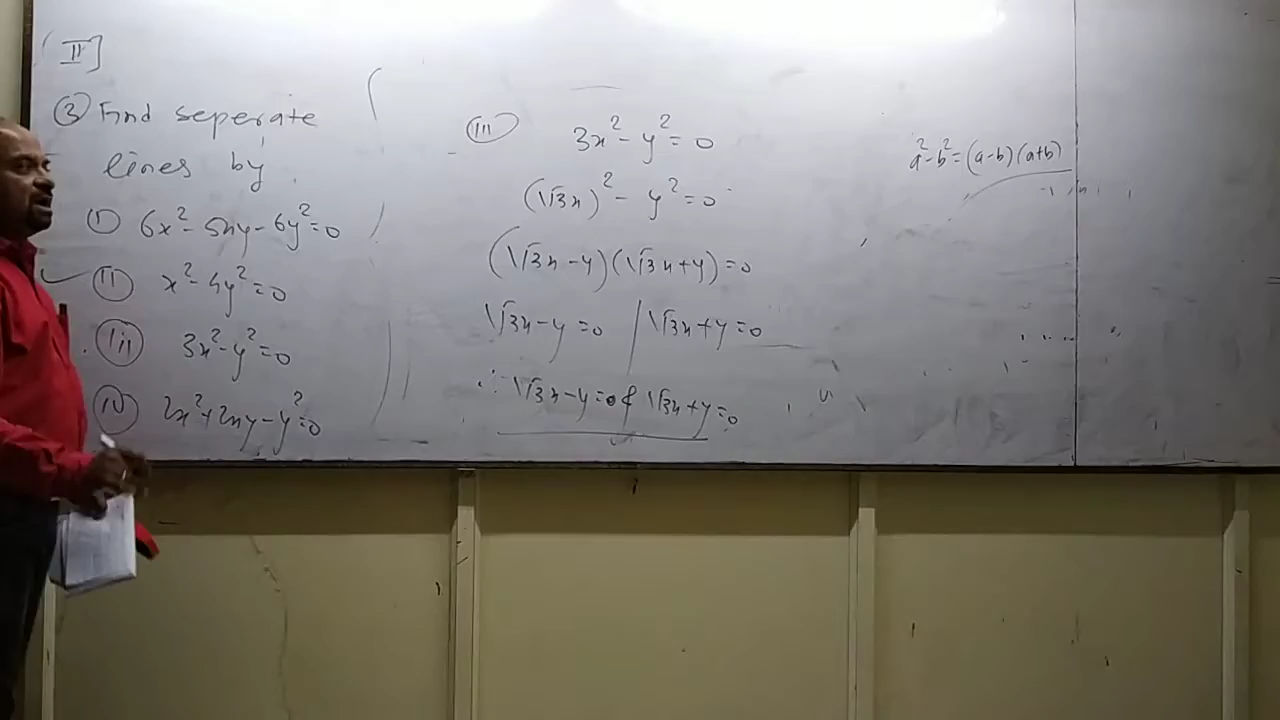 II]
③ Find seperate
lines by
(i) 6x² - 5xy - 6y² = 0
(ii) x² - 4y² = 0
(iii) 3x² - y² = 0
(iv) 2x² + 2xy - y² = 0
(iii) 3x² - y² = 0
(√3x)² - y² = 0
(√3x - y)(√3x + y) = 0
√3x - y = 0 / √3x + y = 0
∴ √3x - y = 0 & √3x + y = 0
a² - b² = (a-b)(a+b)